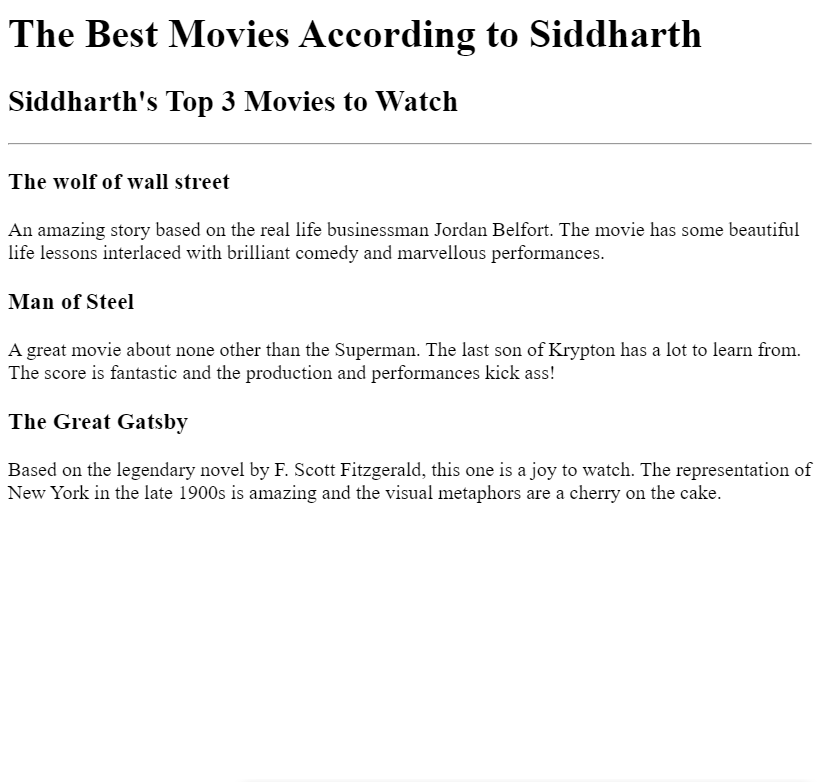 The Best Movies According to Siddharth
Siddharth's Top 3 Movies to Watch
The wolf of wall street
An amazing story based on the real life businessman Jordan Belfort. The movie has some beautiful
life lessons interlaced with brilliant comedy and marvellous performances.
Man of Steel
A great movie about none other than the Superman. The last son of Krypton has a lot to learn from.
The score is fantastic and the production and performances kick ass!
The Great Gatsby
Based on the legendary novel by F. Scott Fitzgerald, this one is a joy to watch. The representation of
New York in the late 1900s is amazing and the visual metaphors are a cherry on the cake.